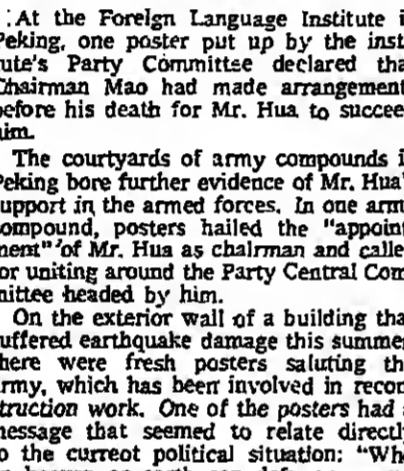 :At the Foreign Language Institute i
Peking, one poster put up by the inst
ute's Party Committee declared tha
Chairman Mao had made arrangement
before his death for Mr. Hua to succee
him.
The courtyards of army compounds i
Peking bore further evidence of Mr. Hua'
support in the armed forces. In one arm
compound, posters hailed the "appoint
ment" of Mr. Hua as chairman and calle
for uniting around the Party Central Com
mittee headed by him.
On the exterior wall of a building tha
suffered earthquake damage this summer
there were fresh posters saluting th
army, which has been involved in recon
struction work. One of the posters had a
message that seemed to relate directl
to the current political situation: "Wh